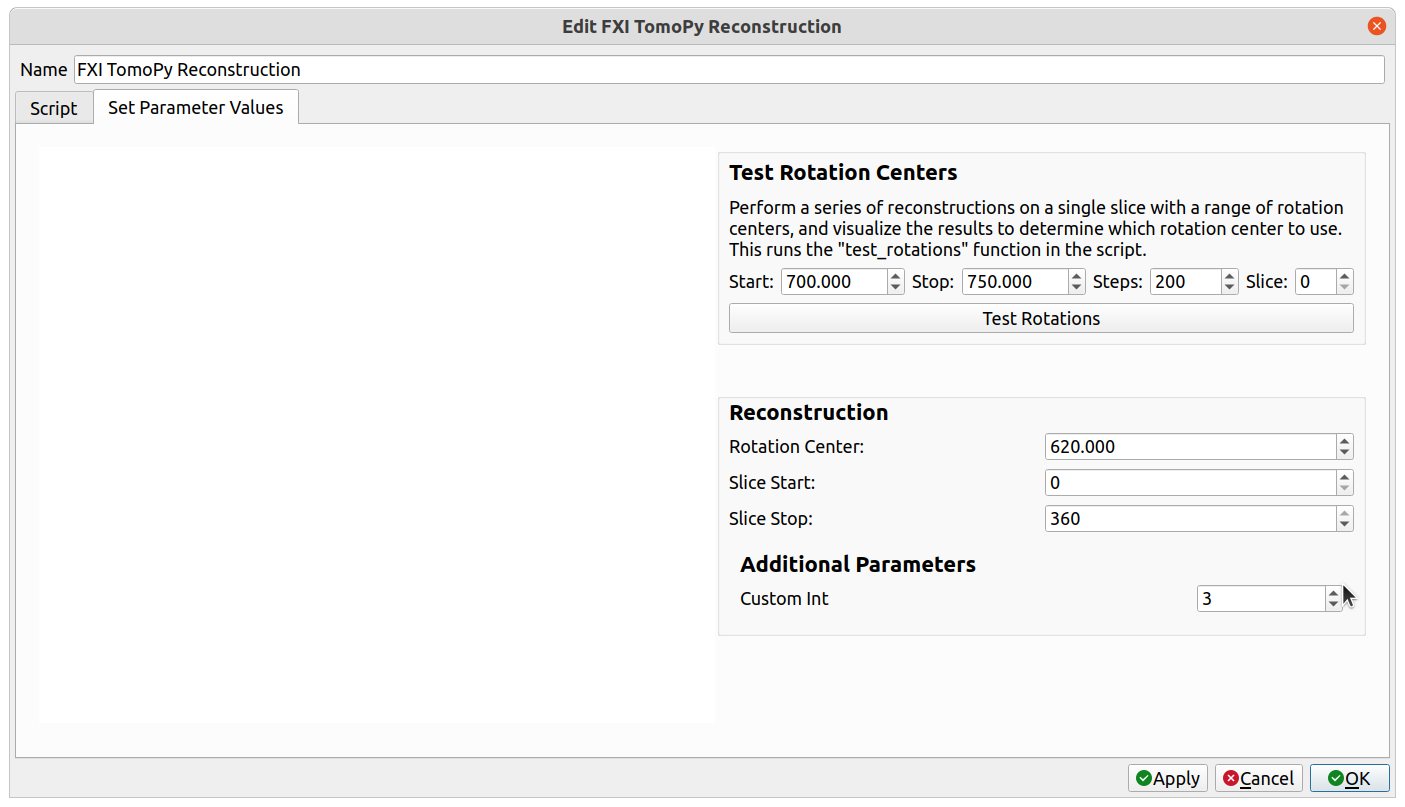 Edit FXI TomoPy Reconstruction
Name FXI TomoPy Reconstruction
Script Set Parameter Values
Test Rotation Centers
Perform a series of reconstructions on a single slice with a range of rotation
centers, and visualize the results to determine which rotation center to use.
This runs the "test_rotations" function in the script.
Start: 700.000 Stop: 750.000 Steps: 200 Slice: 0
Test Rotations
Reconstruction
Rotation Center: 620.000
Slice Start: 0
Slice Stop: 360
Additional Parameters
Custom Int 3
Apply Cancel OK